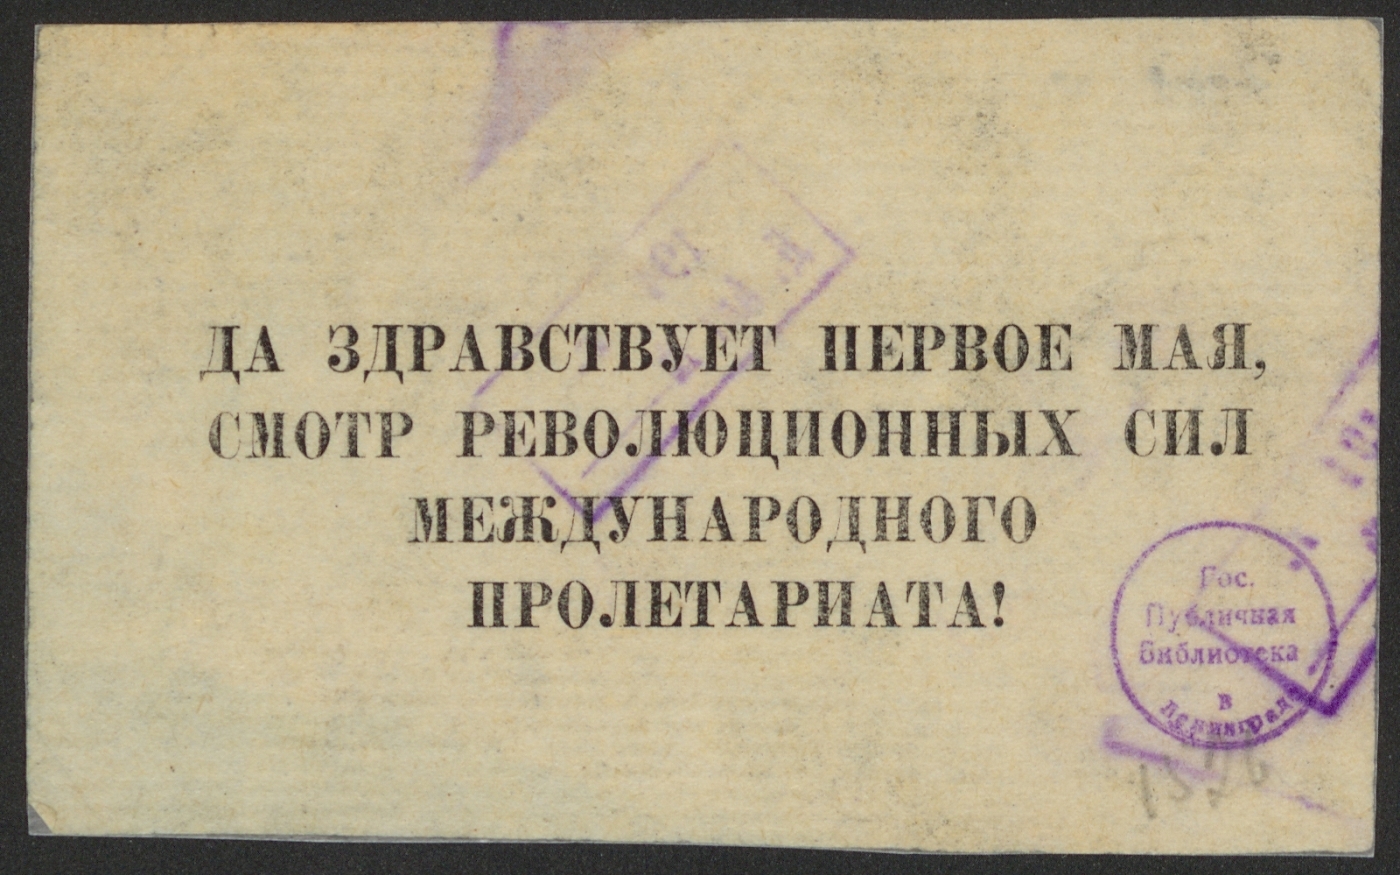 ДА ЗДРАВСТВУЕТ ПЕРВОЕ МАЯ,
СМОТР РЕВОЛЮЦИОННЫХ СИЛ
МЕЖДУНАРОДНОГО
ПРОЛЕТАРИАТА!
Гос.
Публичная
библиотека
в
Ленинграде